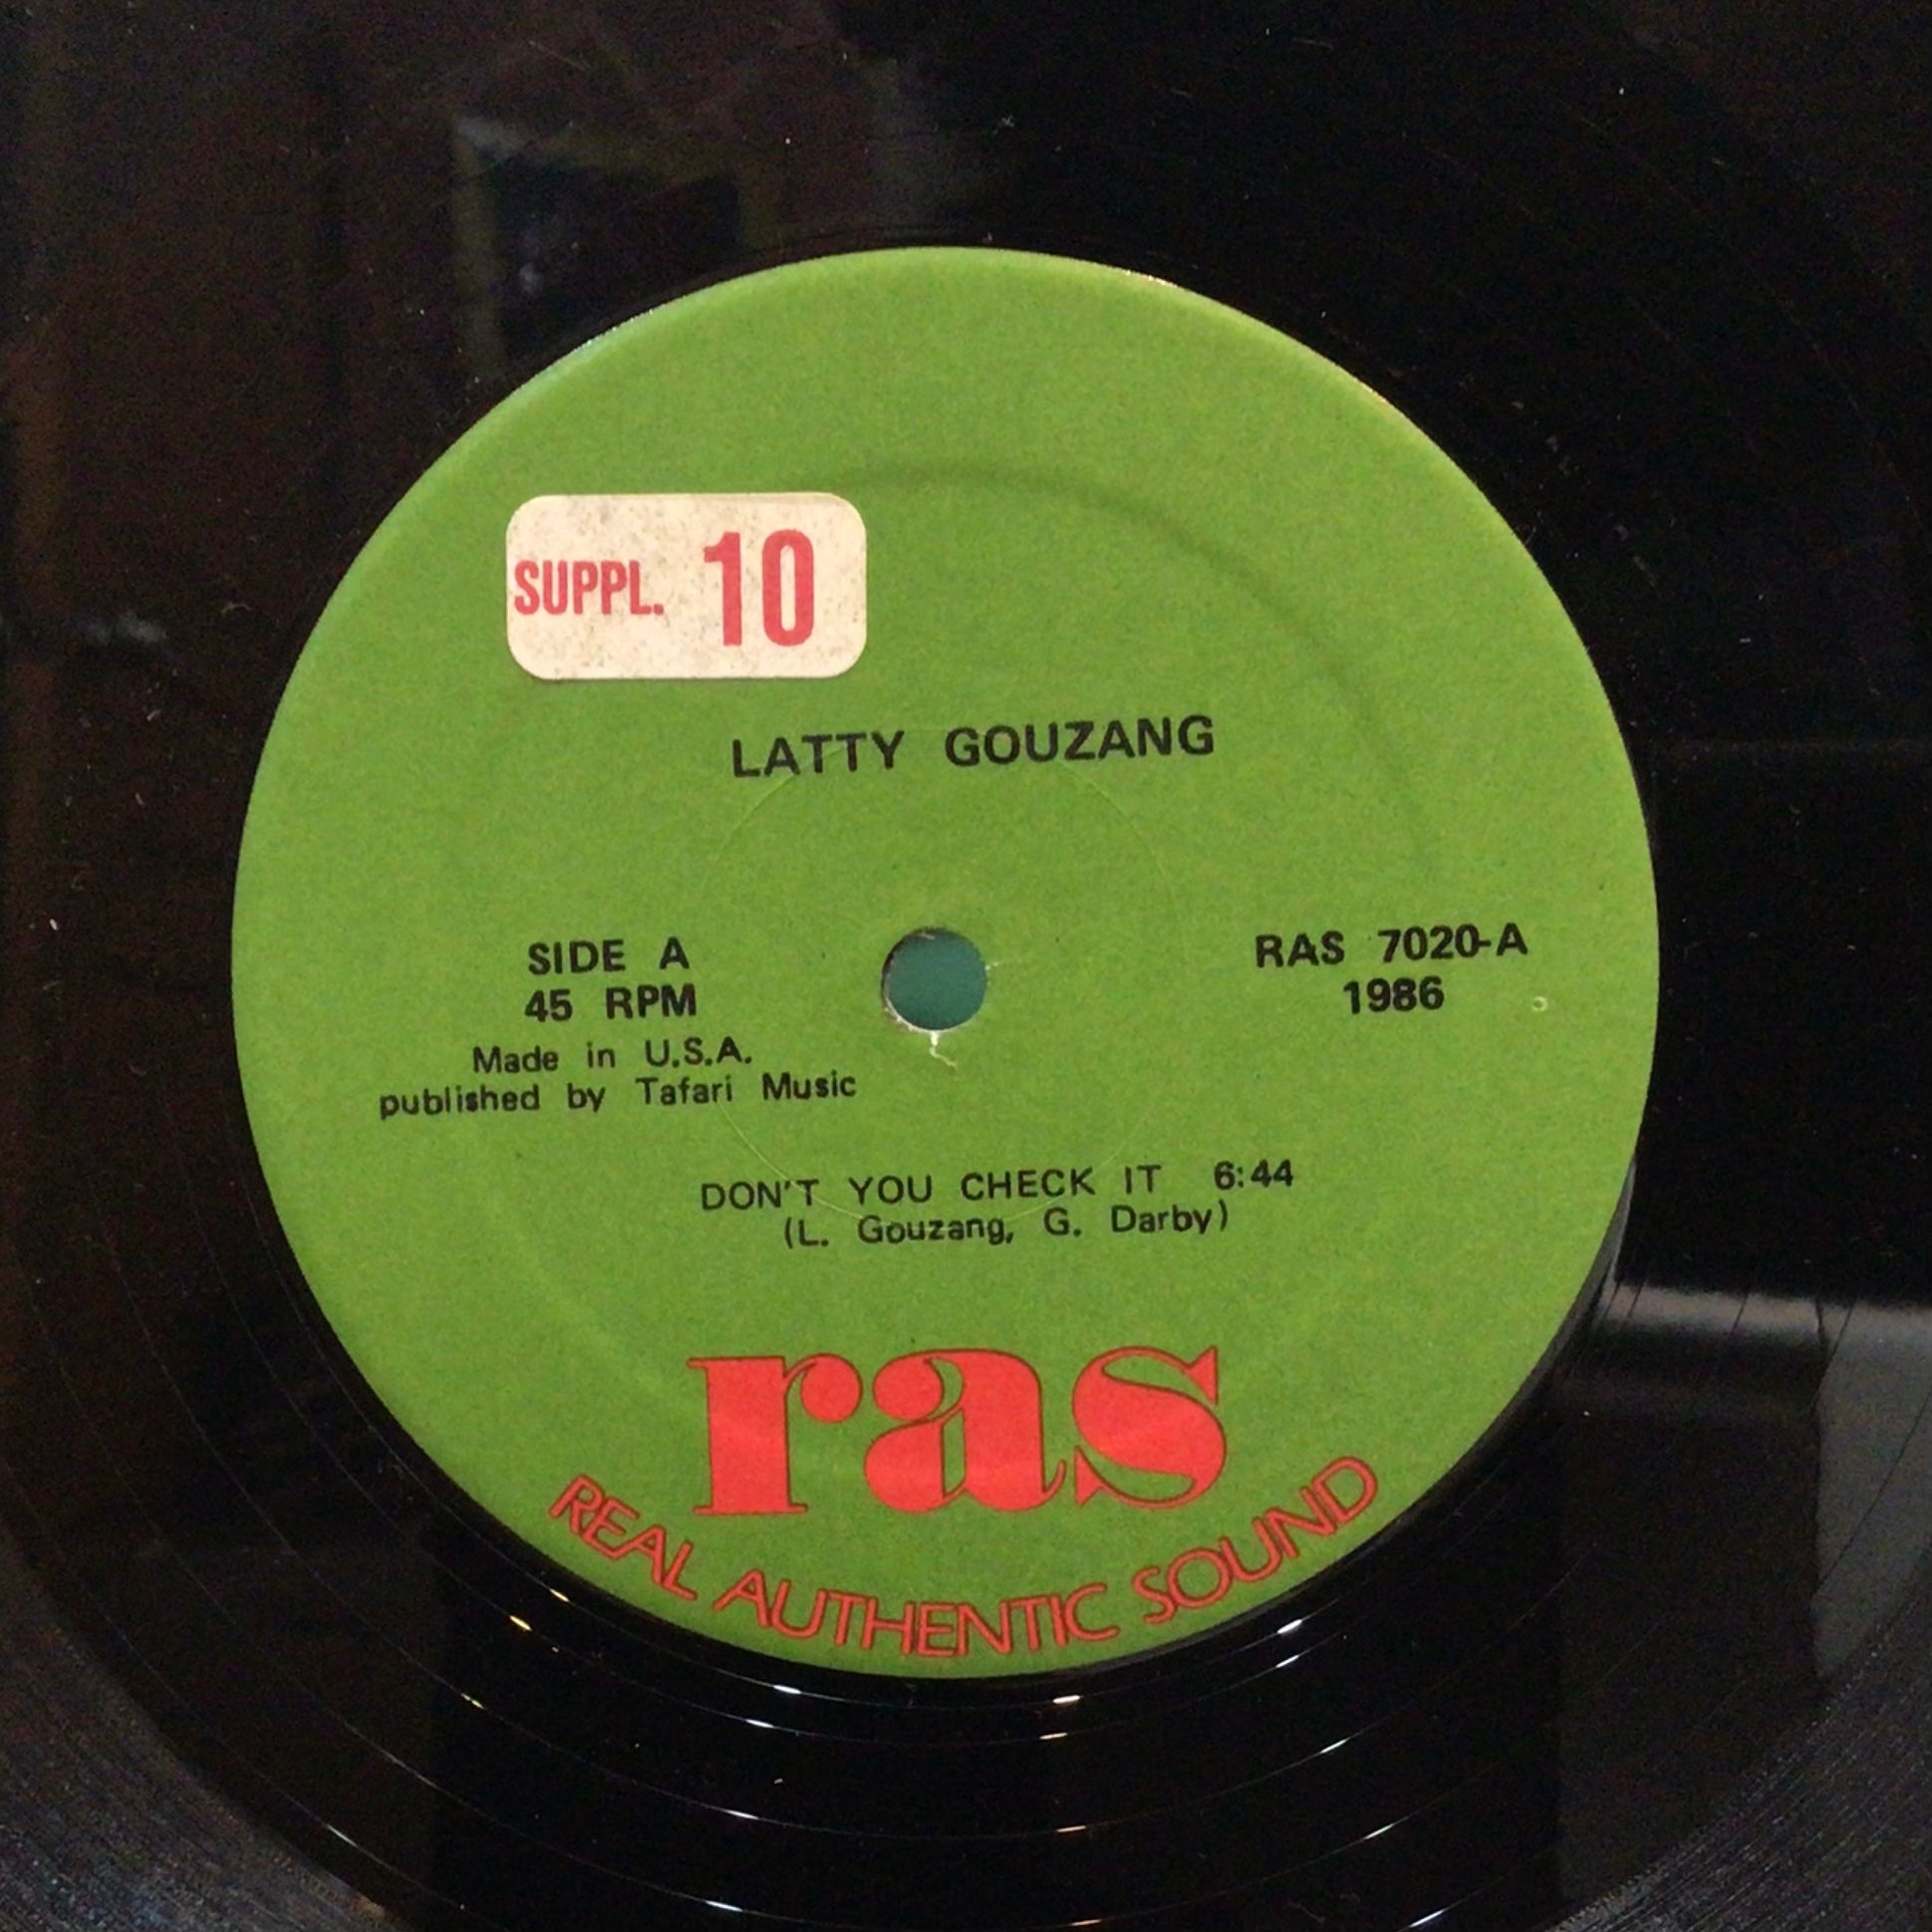 SUPPL. 10
LATTY GOUZANG
SIDE A
45 RPM
Made in U.S.A.
published by Tafari Music
RAS 7020-A
1986
DON'T YOU CHECK IT 6:44
(L. Gouzang, G. Darby)
ras
REAL AUTHENTIC SOUND